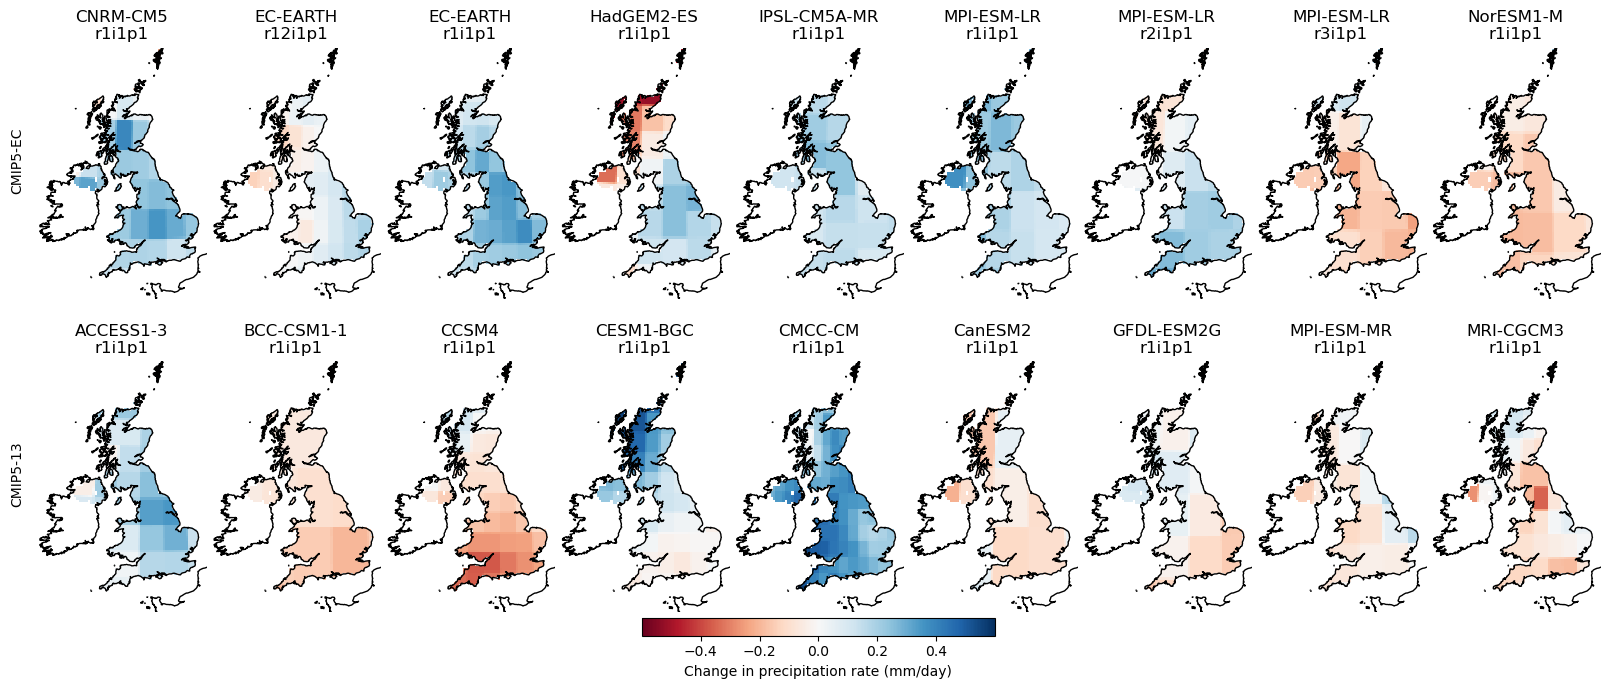 CNRM-CM5
r1i1p1
EC-EARTH
r12i1p1
EC-EARTH
r1i1p1
HadGEM2-ES
r1i1p1
IPSL-CM5A-MR
r1i1p1
MPI-ESM-LR
r1i1p1
MPI-ESM-LR
r2i1p1
MPI-ESM-LR
r3i1p1
NorESM1-M
r1i1p1
CMIP5-EC
ACCESS1-3
r1i1p1
BCC-CSM1-1
r1i1p1
CCSM4
r1i1p1
CESM1-BGC
r1i1p1
CMCC-CM
r1i1p1
CanESM2
r1i1p1
GFDL-ESM2G
r1i1p1
MPI-ESM-MR
r1i1p1
MRI-CGCM3
r1i1p1
CMIP5-13
−0.4 −0.2 0.0 0.2 0.4
Change in precipitation rate (mm/day)